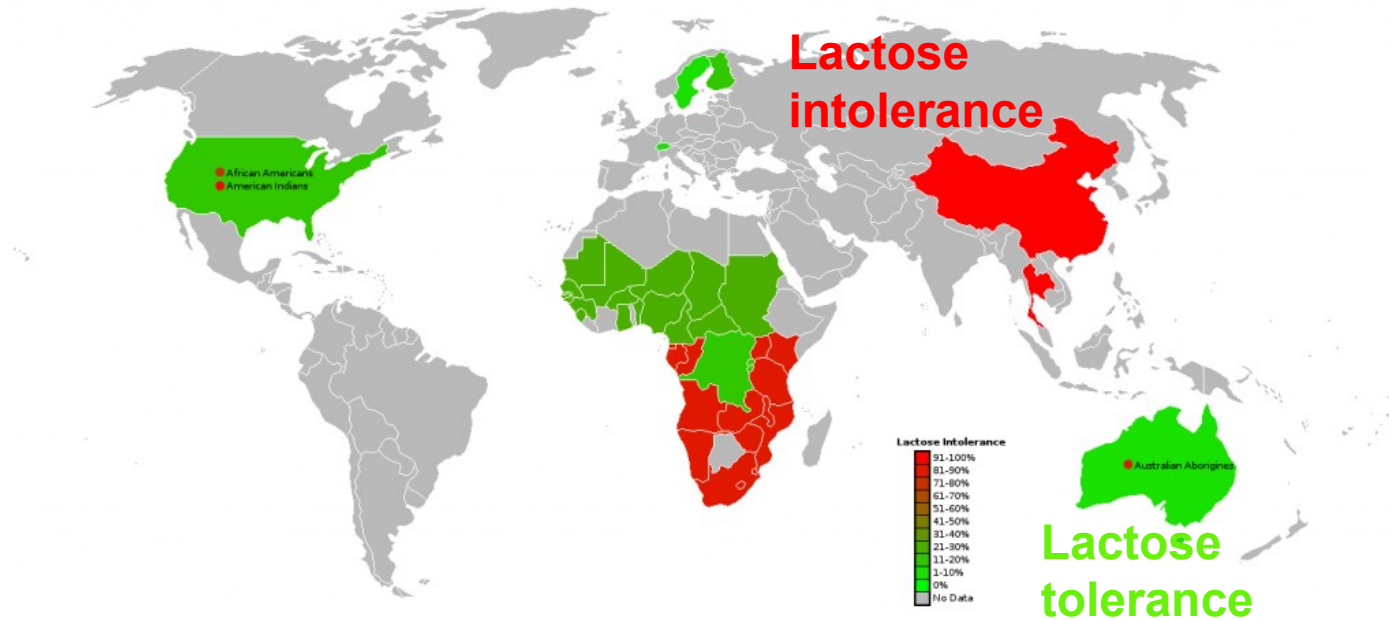 Lactose
intolerance
African Americans
American Indians
Lactose Intolerance
91-100%
81-90%
71-80%
61-70%
51-60%
41-50%
31-40%
21-30%
11-20%
1-10%
0%
No Data
Australian Aborigines
Lactose
tolerance